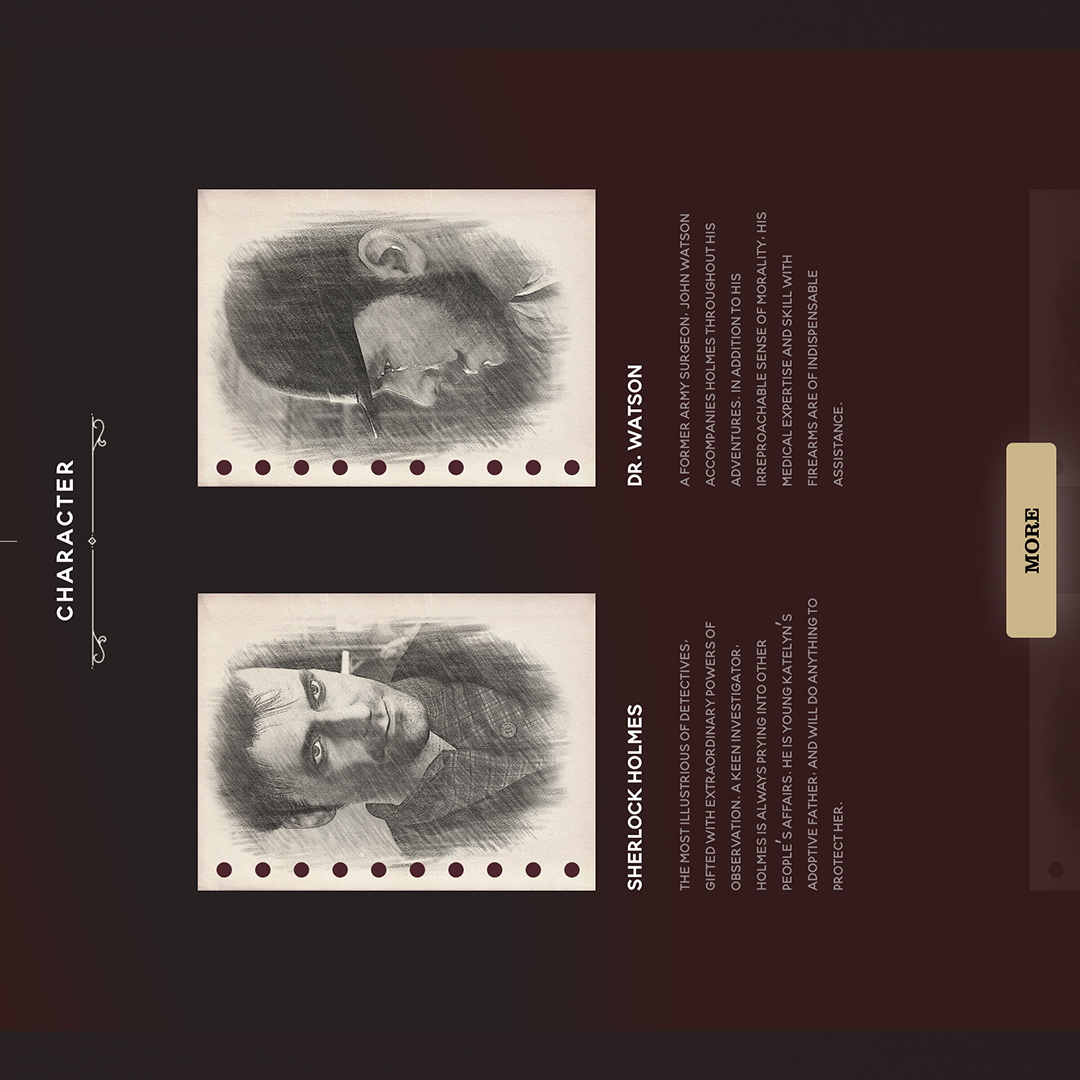 CHARACTER
SHERLOCK HOLMES
THE MOST ILLUSTRIOUS OF DETECTIVES,
GIFTED WITH EXTRAORDINARY POWERS OF
OBSERVATION. A KEEN INVESTIGATOR,
HOLMES IS ALWAYS PRYING INTO OTHER
PEOPLE'S AFFAIRS. HE IS YOUNG KATELYN'S
ADOPTIVE FATHER, AND WILL DO ANYTHING TO
PROTECT HER.
DR. WATSON
A FORMER ARMY SURGEON, JOHN WATSON
ACCOMPANIES HOLMES THROUGHOUT HIS
ADVENTURES. IN ADDITION TO HIS
IRREPROACHABLE SENSE OF MORALITY, HIS
MEDICAL EXPERTISE AND SKILL WITH
FIREARMS ARE OF INDISPENSABLE
ASSISTANCE.
MORE